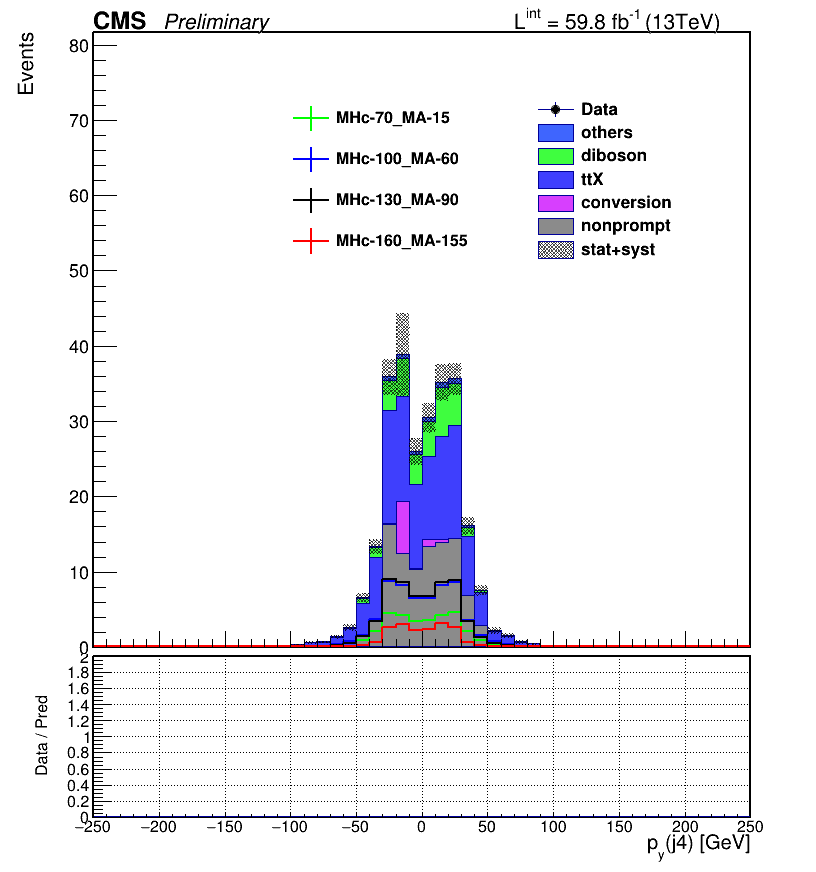 CMS Preliminary L^int = 59.8 fb^-1 (13TeV)
Events
80
70
60
50
40
30
20
10
0
MHc-70_MA-15
MHc-100_MA-60
MHc-130_MA-90
MHc-160_MA-155
Data
others
diboson
ttX
conversion
nonprompt
stat+syst
Data / Pred
2
1.8
1.6
1.4
1.2
1
0.8
0.6
0.4
0.2
0
−250 −200 −150 −100 −50 0 50 100 150 200 250
p_y(j4) [GeV]